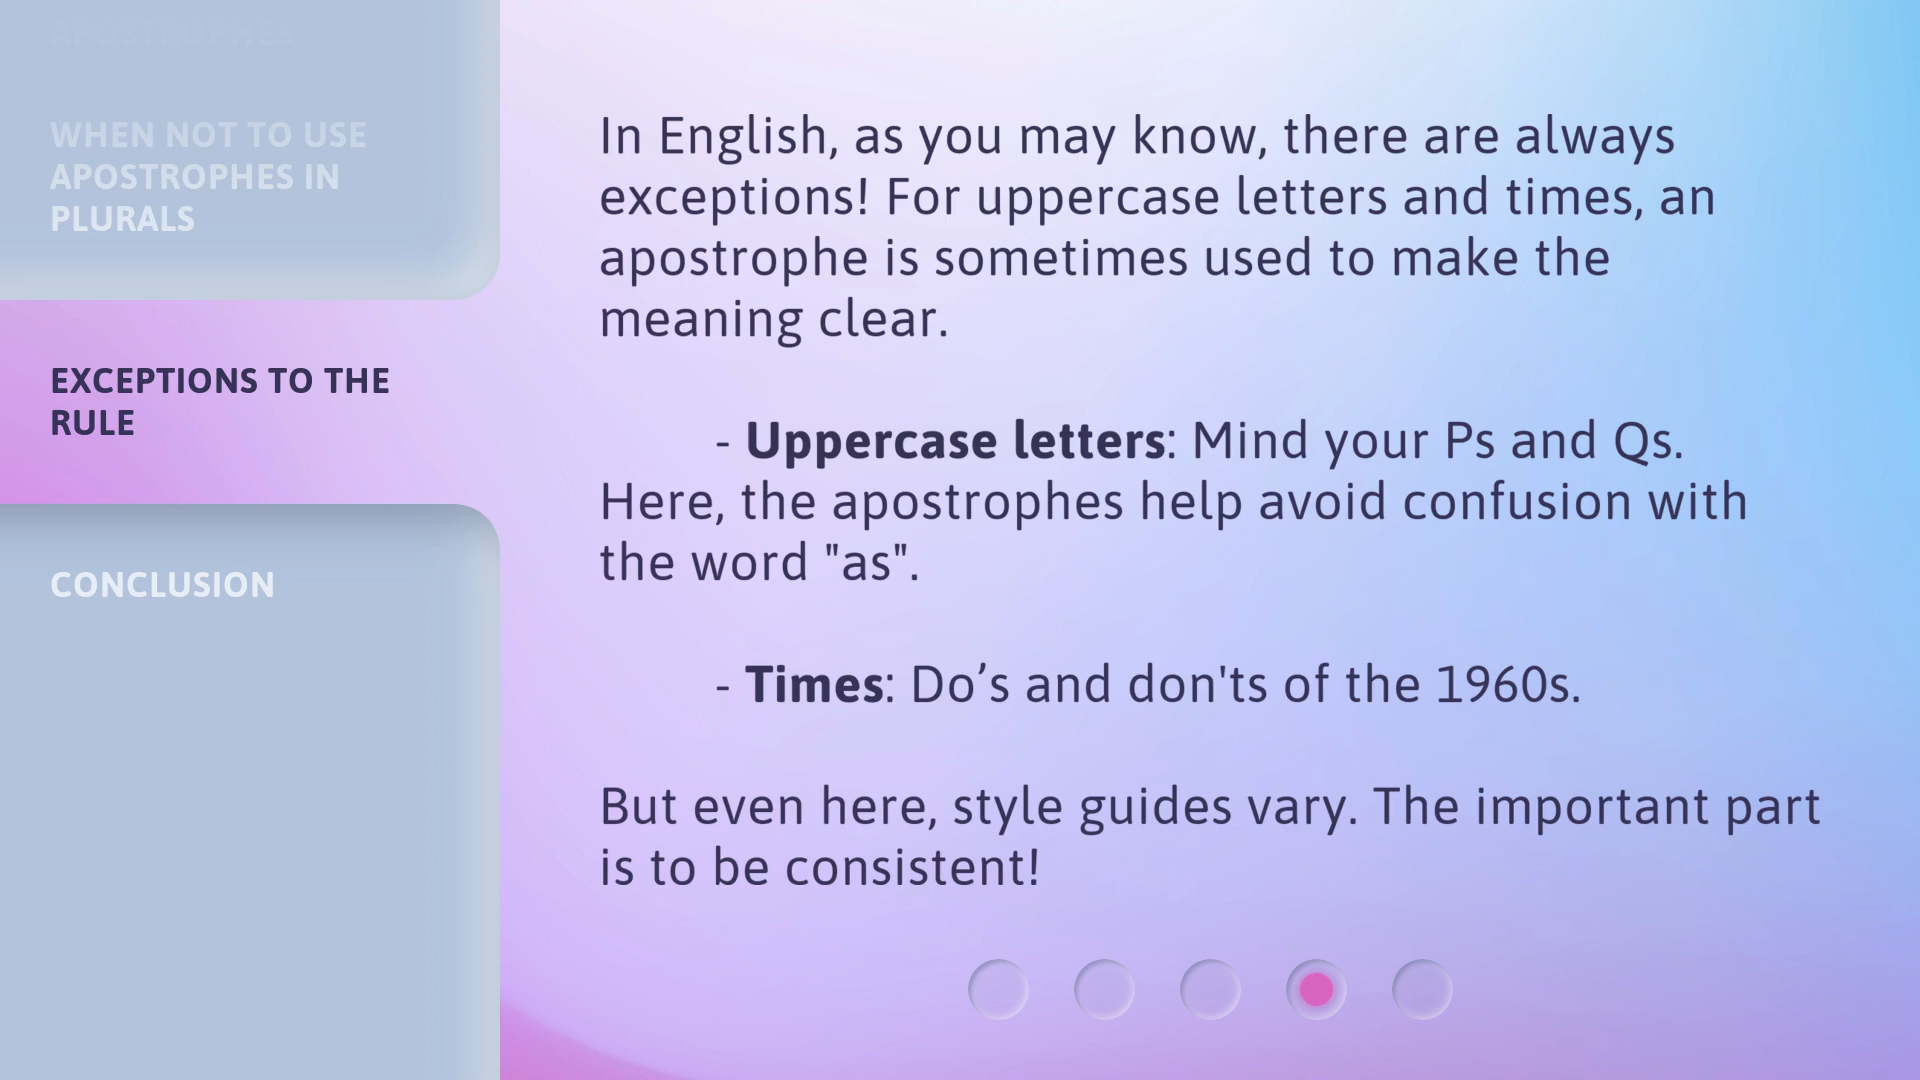 APOSTROPHES
WHEN NOT TO USE
APOSTROPHES IN
PLURALS
EXCEPTIONS TO THE
RULE
CONCLUSION
In English, as you may know, there are always
exceptions! For uppercase letters and times, an
apostrophe is sometimes used to make the
meaning clear.
- Uppercase letters: Mind your Ps and Qs.
Here, the apostrophes help avoid confusion with
the word "as".
- Times: Do’s and don'ts of the 1960s.
But even here, style guides vary. The important part
is to be consistent!